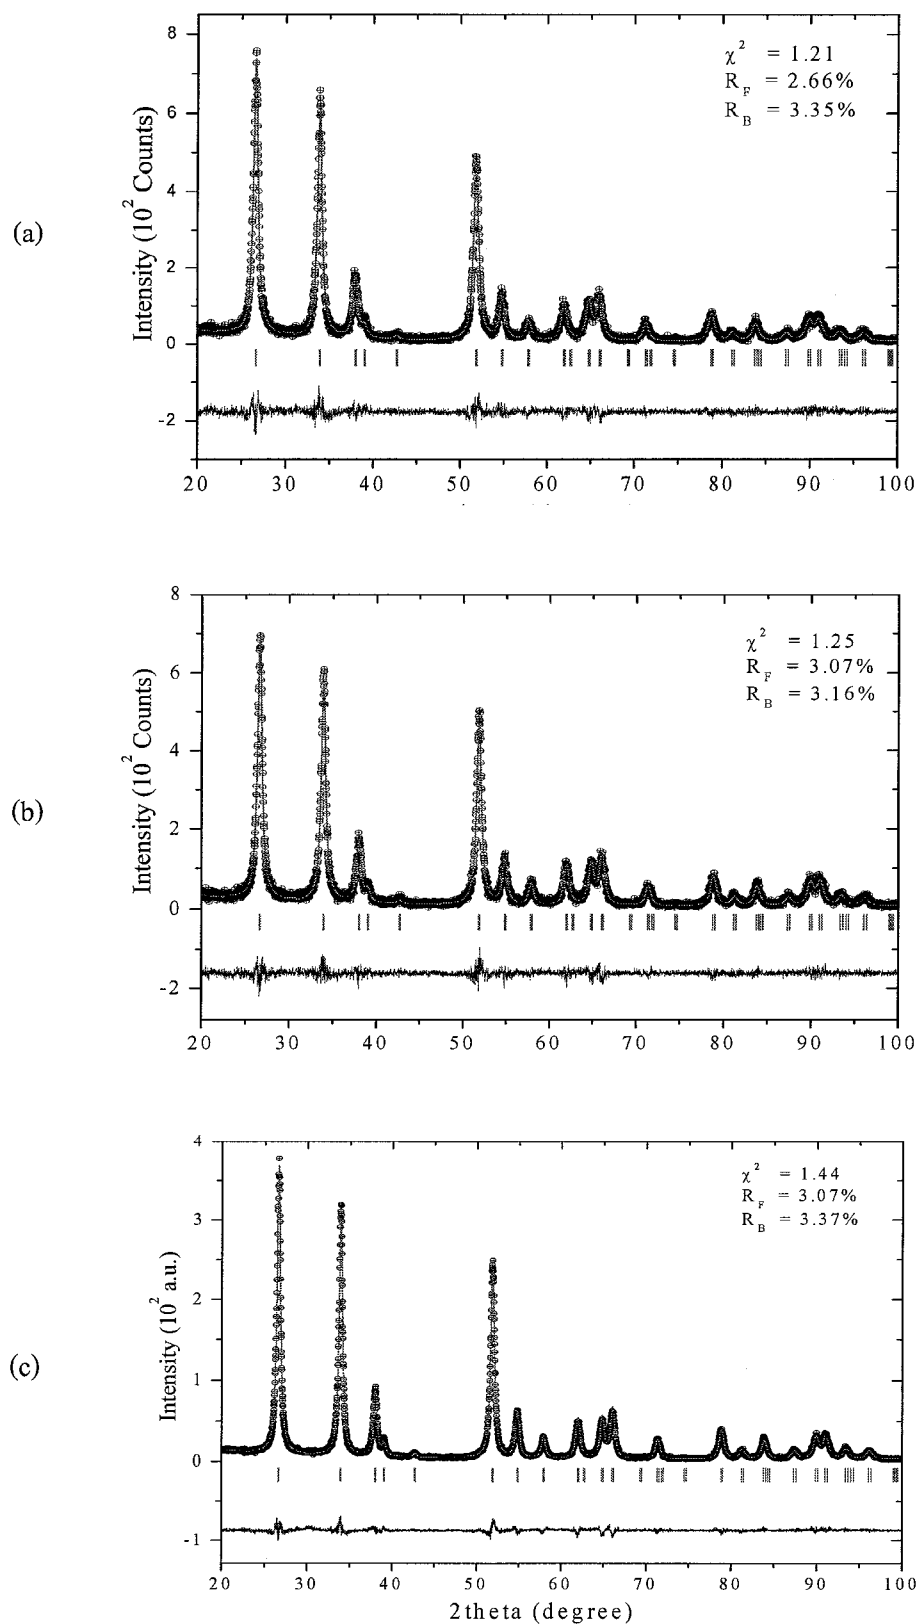 (a)
Intensity (10² Counts)
8
6
4
2
0
-2
χ² = 1.21
R_F = 2.66%
R_B = 3.35%
20 30 40 50 60 70 80 90 100
(b)
Intensity (10² Counts)
8
6
4
2
0
-2
χ² = 1.25
R_F = 3.07%
R_B = 3.16%
20 30 40 50 60 70 80 90 100
(c)
Intensity (10² a.u.)
4
3
2
1
0
-1
χ² = 1.44
R_F = 3.07%
R_B = 3.37%
20 30 40 50 60 70 80 90 100
2theta (degree)